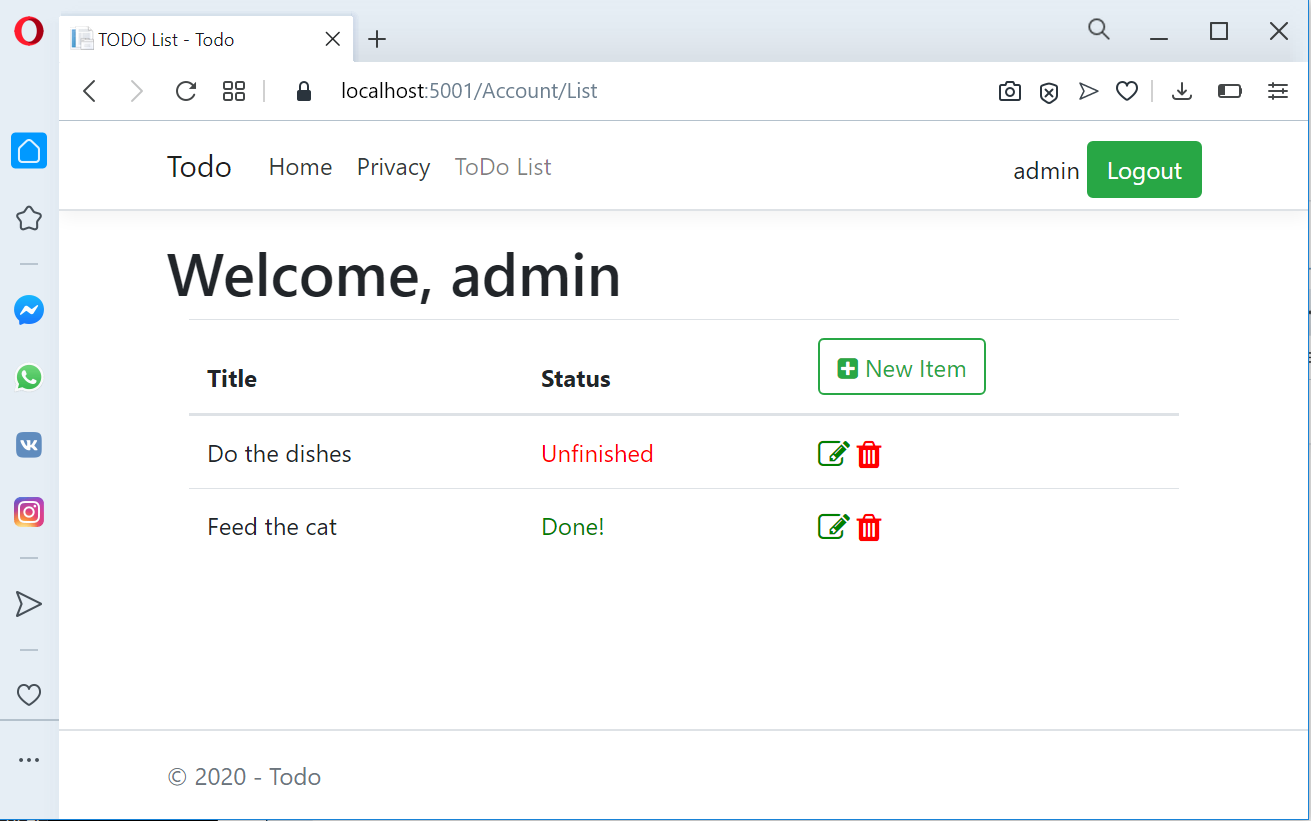 TODO List - Todo
localhost:5001/Account/List
Todo Home Privacy ToDo List admin Logout
Welcome, admin
Title Status New Item
Do the dishes Unfinished
Feed the cat Done!
© 2020 - Todo